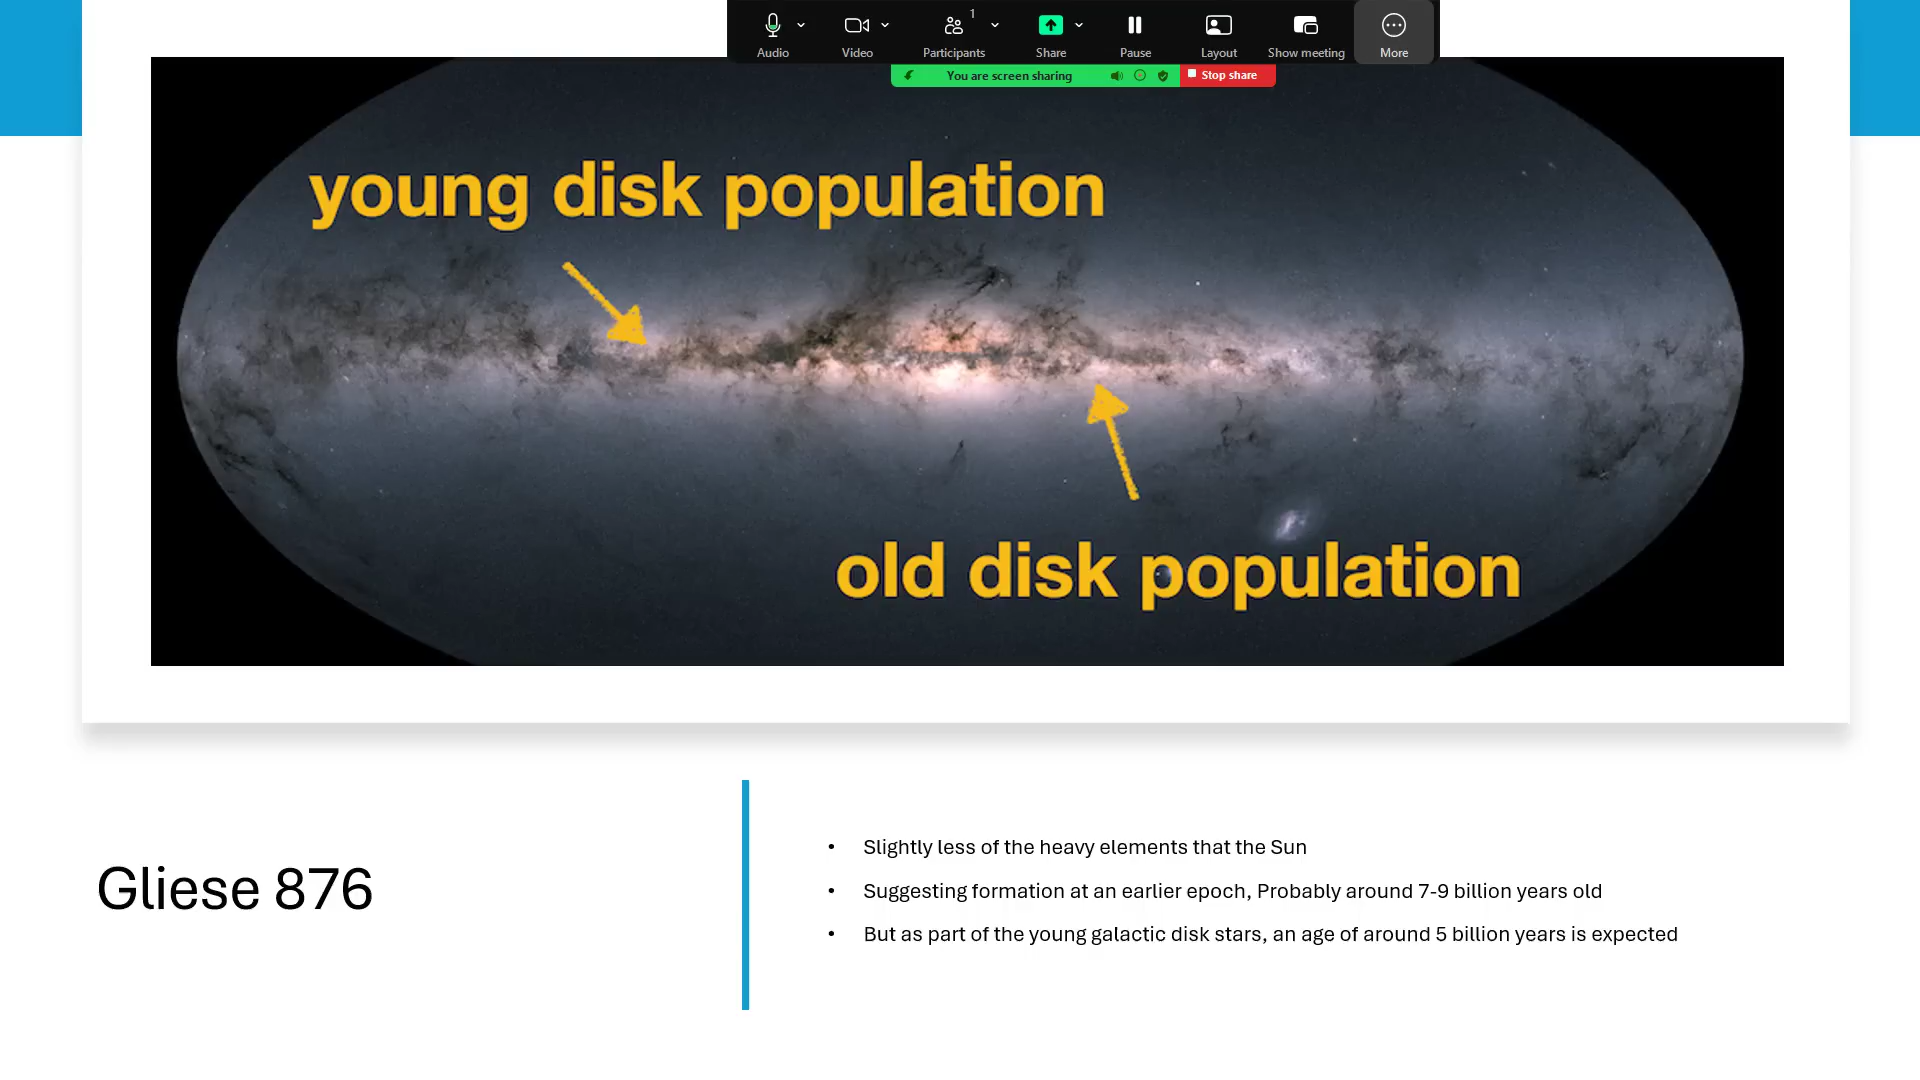 1
Audio
Video
Participants
Share
Pause
Layout
Show meeting
More
You are screen sharing
Stop share
young disk population
old disk population
Gliese 876
• Slightly less of the heavy elements that the Sun
• Suggesting formation at an earlier epoch, Probably around 7-9 billion years old
• But as part of the young galactic disk stars, an age of around 5 billion years is expected